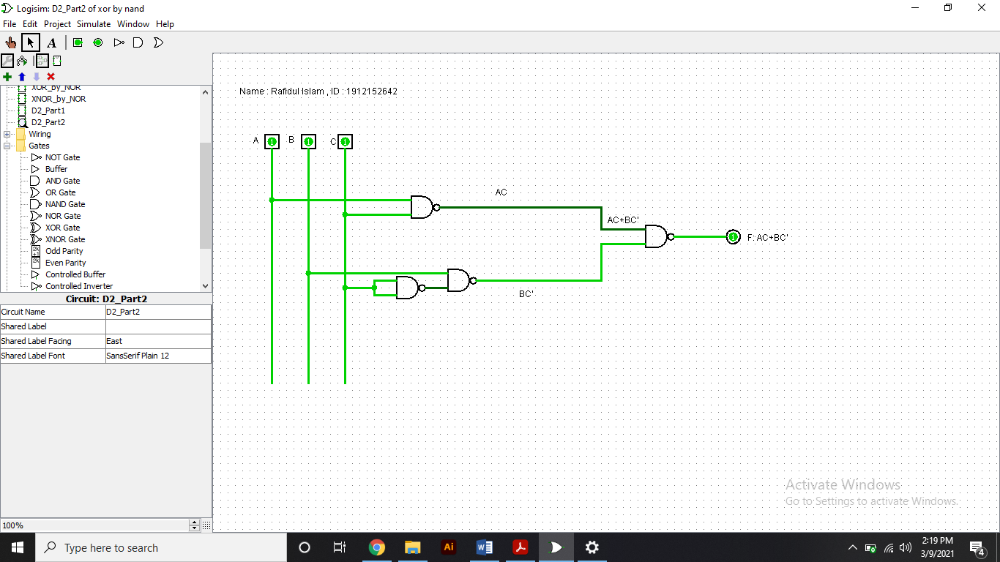 Logisim: D2_Part2 of xor by nand
File Edit Project Simulate Window Help
A
XOR_by_NOR
XNOR_by_NOR
D2_Part1
D2_Part2
Wiring
Gates
NOT Gate
Buffer
AND Gate
OR Gate
NAND Gate
NOR Gate
XOR Gate
XNOR Gate
Odd Parity
Even Parity
Controlled Buffer
Controlled Inverter
Circuit: D2_Part2
Circuit Name D2_Part2
Shared Label
Shared Label Facing East
Shared Label Font SansSerif Plain 12
100%
Name : Rafidul Islam , ID : 1912152642
A 1 B 1 C 1
AC
AC+BC'
1 F: AC+BC'
BC'
Activate Windows
Go to Settings to activate Windows.
Type here to search
Ai
W
2:19 PM
3/9/2021
4